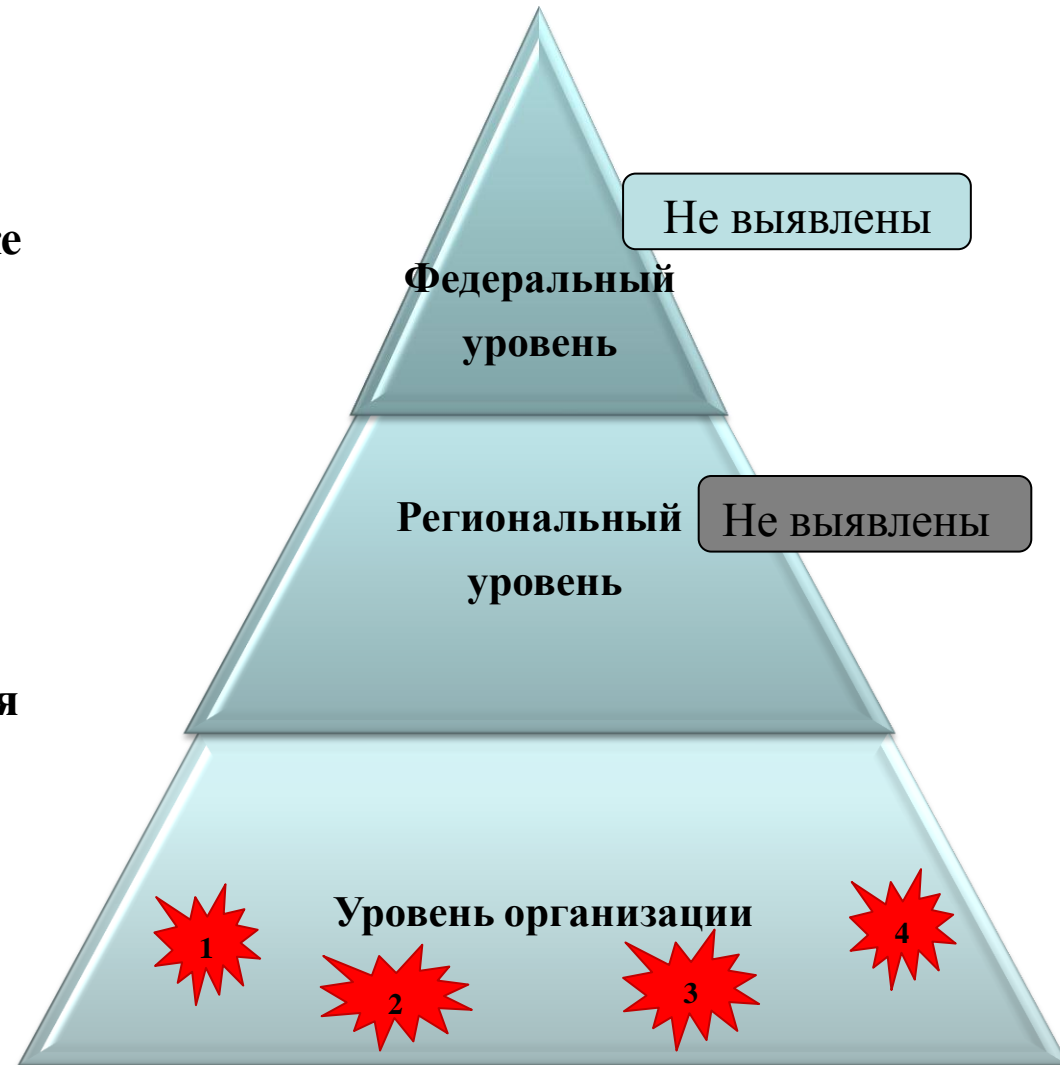 Не выявлены
Федеральный
уровень
Региональный
уровень
Не выявлены
Уровень организации
1
2
3
4